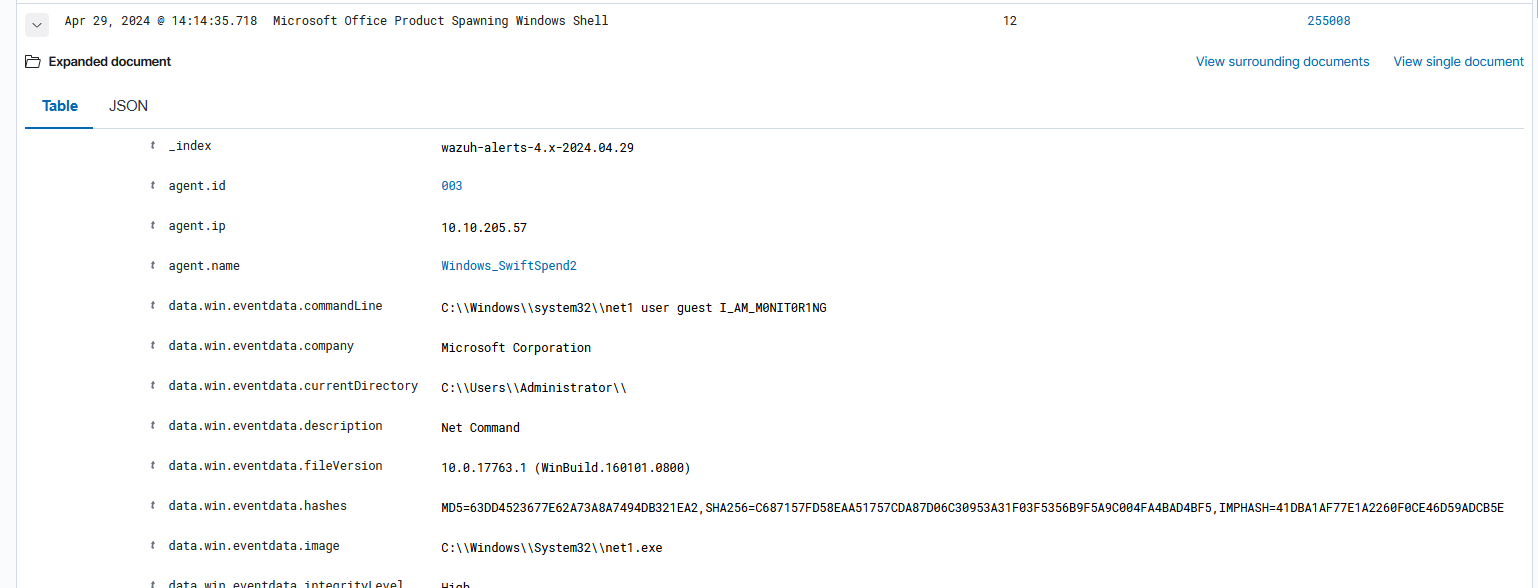 Apr 29, 2024 @ 14:14:35.718 Microsoft Office Product Spawning Windows Shell 12 255008
Expanded document View surrounding documents View single document
Table JSON
t _index wazuh-alerts-4.x-2024.04.29
t agent.id 003
t agent.ip 10.10.205.57
t agent.name Windows_SwiftSpend2
t data.win.eventdata.commandLine C:\\Windows\\system32\\net1 user guest I_AM_M0NIT0R1NG
t data.win.eventdata.company Microsoft Corporation
t data.win.eventdata.currentDirectory C:\\Users\\Administrator\\
t data.win.eventdata.description Net Command
t data.win.eventdata.fileVersion 10.0.17763.1 (WinBuild.160101.0800)
t data.win.eventdata.hashes MD5=63DD4523677E62A73A8A7494DB321EA2,SHA256=C687157FD58EAA51757CDA87D06C30953A31F03F5356B9F5A9C004FA4BAD4BF5,IMPHASH=41DBA1AF77E1A2260F0CE46D59ADCB5E
t data.win.eventdata.image C:\\Windows\\System32\\net1.exe
t data.win.eventdata.integrityLevel High